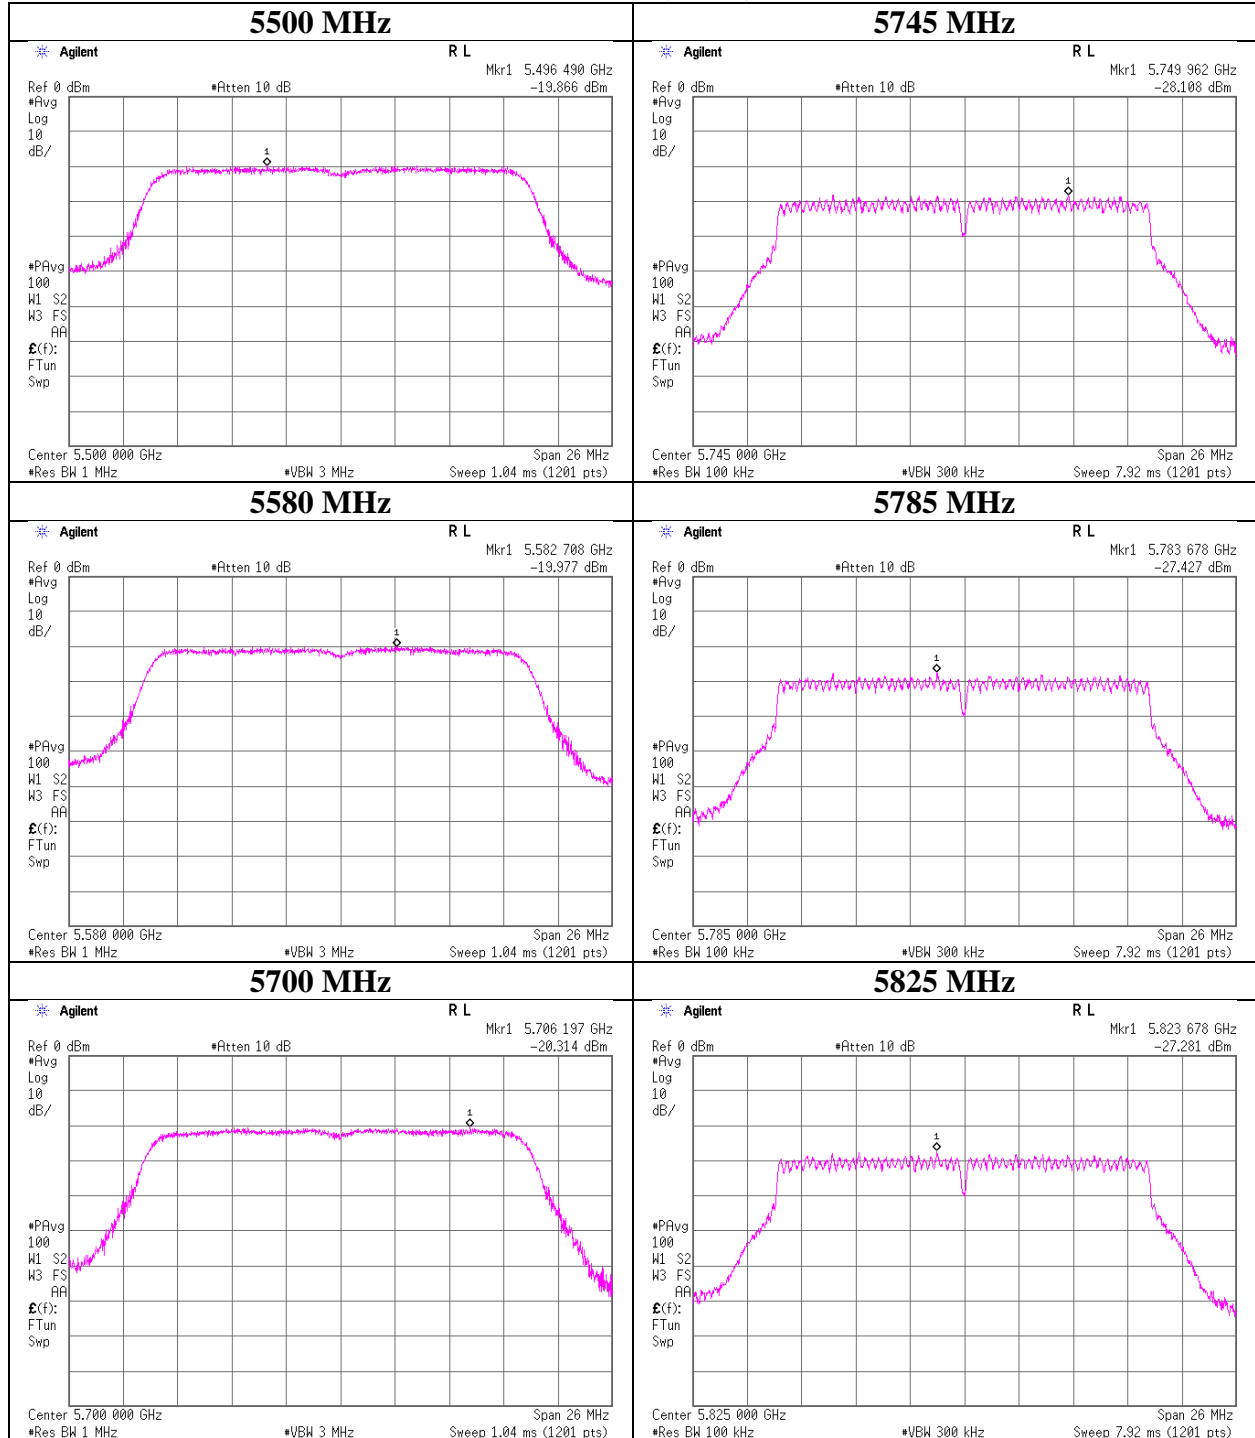 5500 MHz
Agilent
R L
Mkr1 5.496 490 GHz
Ref 0 dBm #Atten 10 dB -19.866 dBm
#Avg
Log
10
dB/
1
#PAvg
100
W1 S2
W3 FS
AA
£(f):
FTun
Swp
Center 5.500 000 GHz Span 26 MHz
#Res BW 1 MHz #VBW 3 MHz Sweep 1.04 ms (1201 pts)
5745 MHz
Agilent
R L
Mkr1 5.749 962 GHz
Ref 0 dBm #Atten 10 dB -28.108 dBm
#Avg
Log
10
dB/
1
#PAvg
100
W1 S2
W3 FS
AA
£(f):
FTun
Swp
Center 5.745 000 GHz Span 26 MHz
#Res BW 100 kHz #VBW 300 kHz Sweep 7.92 ms (1201 pts)
5580 MHz
Agilent
R L
Mkr1 5.582 708 GHz
Ref 0 dBm #Atten 10 dB -19.977 dBm
#Avg
Log
10
dB/
1
#PAvg
100
W1 S2
W3 FS
AA
£(f):
FTun
Swp
Center 5.580 000 GHz Span 26 MHz
#Res BW 1 MHz #VBW 3 MHz Sweep 1.04 ms (1201 pts)
5785 MHz
Agilent
R L
Mkr1 5.783 678 GHz
Ref 0 dBm #Atten 10 dB -27.427 dBm
#Avg
Log
10
dB/
1
#PAvg
100
W1 S2
W3 FS
AA
£(f):
FTun
Swp
Center 5.785 000 GHz Span 26 MHz
#Res BW 100 kHz #VBW 300 kHz Sweep 7.92 ms (1201 pts)
5700 MHz
Agilent
R L
Mkr1 5.706 197 GHz
Ref 0 dBm #Atten 10 dB -20.314 dBm
#Avg
Log
10
dB/
1
#PAvg
100
W1 S2
W3 FS
AA
£(f):
FTun
Swp
Center 5.700 000 GHz Span 26 MHz
#Res BW 1 MHz #VBW 3 MHz Sweep 1.04 ms (1201 pts)
5825 MHz
Agilent
R L
Mkr1 5.823 678 GHz
Ref 0 dBm #Atten 10 dB -27.281 dBm
#Avg
Log
10
dB/
1
#PAvg
100
W1 S2
W3 FS
AA
£(f):
FTun
Swp
Center 5.825 000 GHz Span 26 MHz
#Res BW 100 kHz #VBW 300 kHz Sweep 7.92 ms (1201 pts)